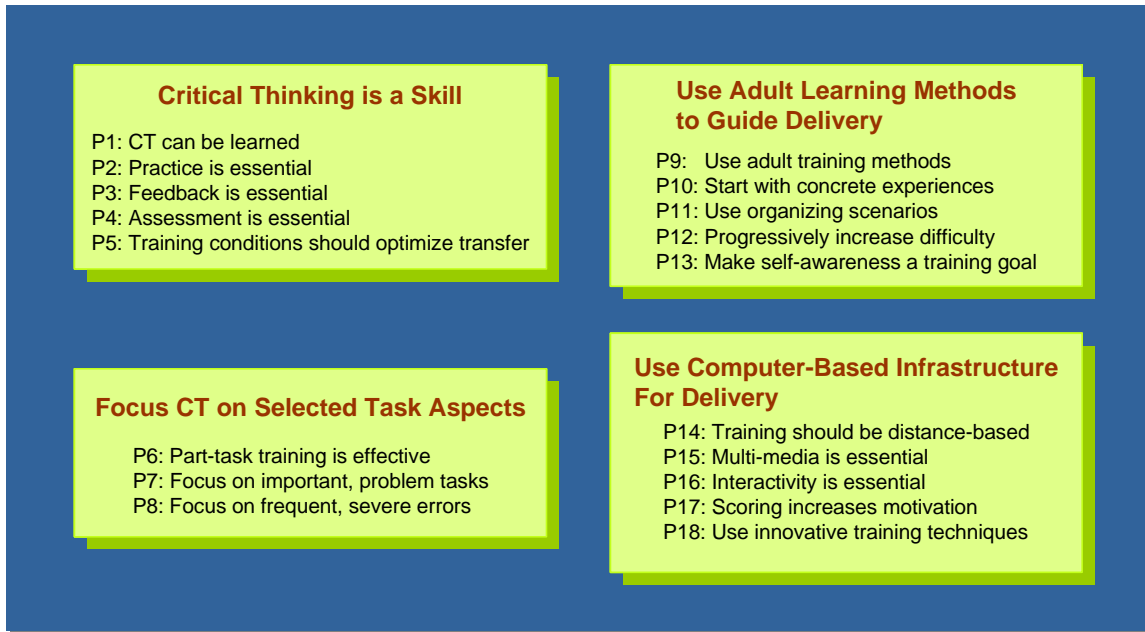 Critical Thinking is a Skill
P1: CT can be learned
P2: Practice is essential
P3: Feedback is essential
P4: Assessment is essential
P5: Training conditions should optimize transfer
Focus CT on Selected Task Aspects
P6: Part-task training is effective
P7: Focus on important, problem tasks
P8: Focus on frequent, severe errors
Use Adult Learning Methods
to Guide Delivery
P9: Use adult training methods
P10: Start with concrete experiences
P11: Use organizing scenarios
P12: Progressively increase difficulty
P13: Make self-awareness a training goal
Use Computer-Based Infrastructure
For Delivery
P14: Training should be distance-based
P15: Multi-media is essential
P16: Interactivity is essential
P17: Scoring increases motivation
P18: Use innovative training techniques